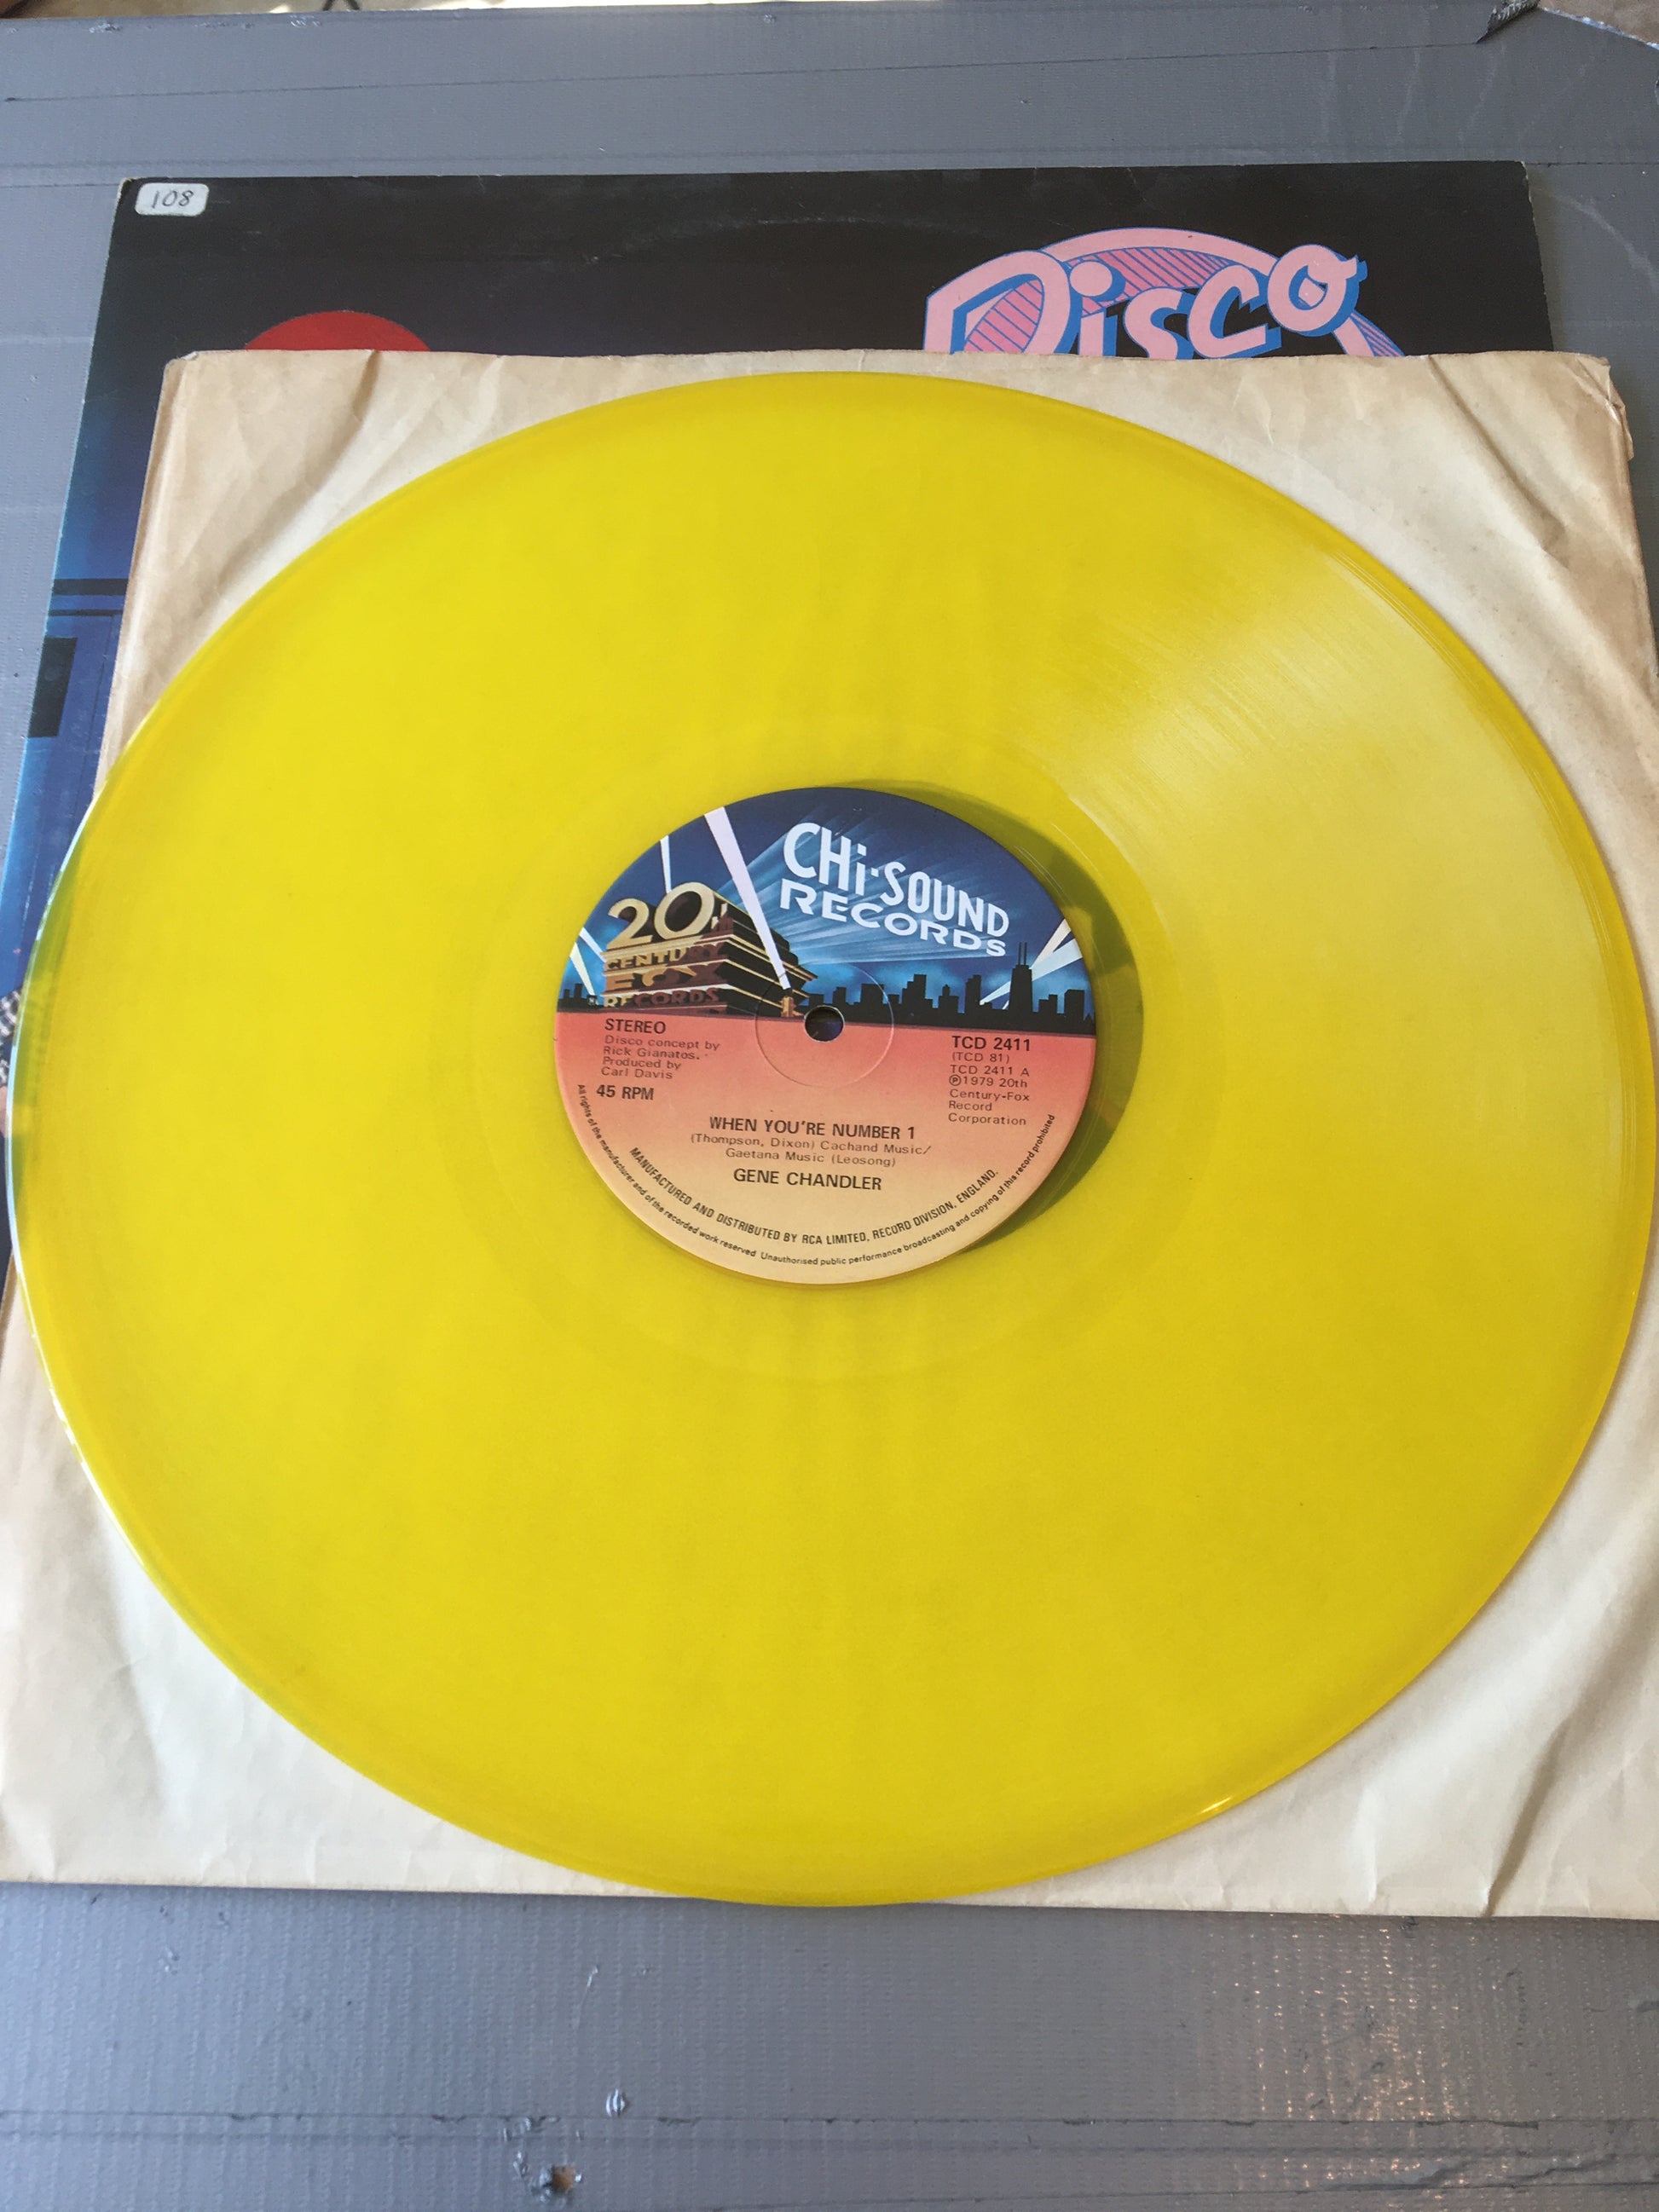 108
Disco
CHi-SOUND
RECORDS
20th
CENTURY
FOX
RECORDS
STEREO
Disco concept by
Rick Gianatos.
Produced by
Carl Davis
45 RPM
TCD 2411
(TCD 81)
TCD 2411 A
℗1979 20th
Century-Fox
Record
Corporation
WHEN YOU'RE NUMBER 1
(Thompson, Dixon) Cachand Music/
Gaetana Music (Leosong)
GENE CHANDLER
MANUFACTURED AND DISTRIBUTED BY RCA LIMITED, RECORD DIVISION, ENGLAND.
All rights of the manufacturer and of the recorded work reserved Unauthorised public performance broadcasting and copying of this record prohibited